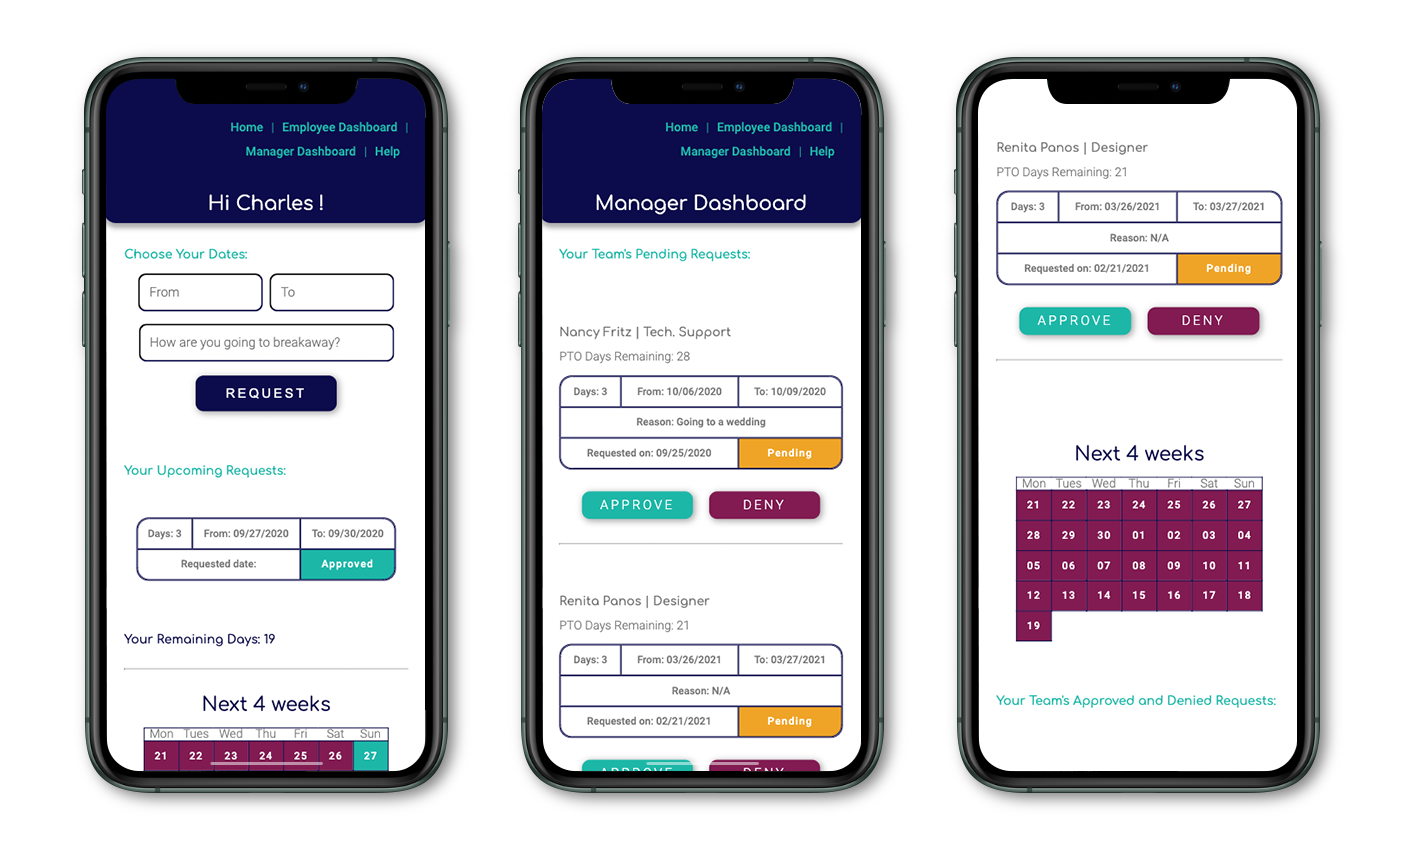 Home | Employee Dashboard |
Manager Dashboard | Help
Hi Charles !
Choose Your Dates:
From To
How are you going to breakaway?
REQUEST
Your Upcoming Requests:
Days: 3 From: 09/27/2020 To: 09/30/2020
Requested date: Approved
Your Remaining Days: 19
Next 4 weeks
Mon Tues Wed Thu Fri Sat Sun
21 22 23 24 25 26 27
Home | Employee Dashboard |
Manager Dashboard | Help
Manager Dashboard
Your Team's Pending Requests:
Nancy Fritz | Tech. Support
PTO Days Remaining: 28
Days: 3 From: 10/06/2020 To: 10/09/2020
Reason: Going to a wedding
Requested on: 09/25/2020 Pending
APPROVE DENY
Renita Panos | Designer
PTO Days Remaining: 21
Days: 3 From: 03/26/2021 To: 03/27/2021
Reason: N/A
Requested on: 02/21/2021 Pending
APPROVE DENY
Renita Panos | Designer
PTO Days Remaining: 21
Days: 3 From: 03/26/2021 To: 03/27/2021
Reason: N/A
Requested on: 02/21/2021 Pending
APPROVE DENY
Next 4 weeks
Mon Tues Wed Thu Fri Sat Sun
21 22 23 24 25 26 27
28 29 30 01 02 03 04
05 06 07 08 09 10 11
12 13 14 15 16 17 18
19
Your Team's Approved and Denied Requests: